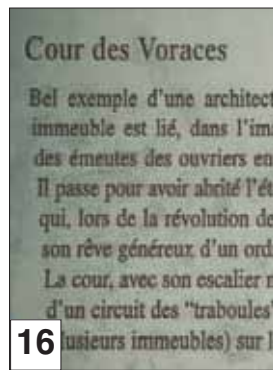 Cour des Voraces
Bel exemple d'une architect
immeuble est lié, dans l'im
des émeutes des ouvriers en
Il passe pour avoir abrité l'ét
qui, lors de la révolution de
son rêve généreux d'un ord
La cour, avec son escalier
d'un circuit des "traboules"
usieurs immeubles) sur l
16